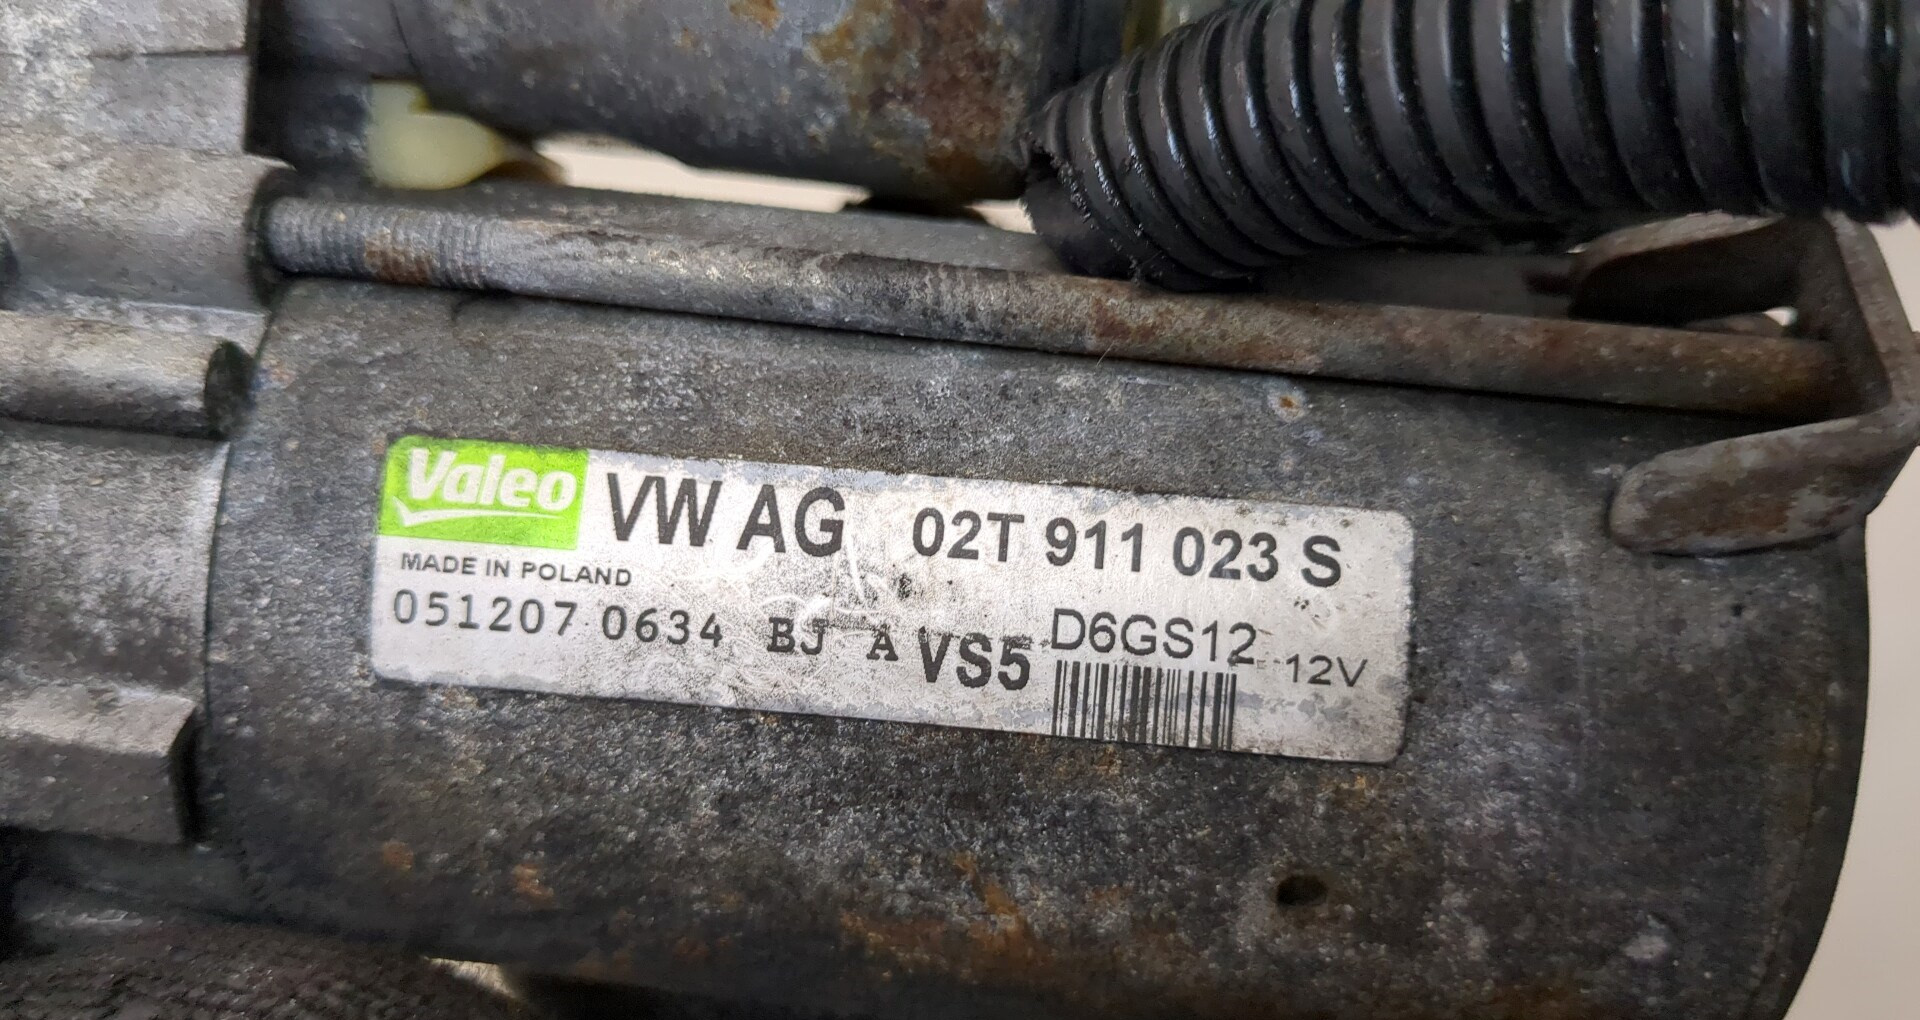 Valeo VW AG 02T 911 023 S
MADE IN POLAND
051207 0634 BJ A VS5 D6GS12 12V